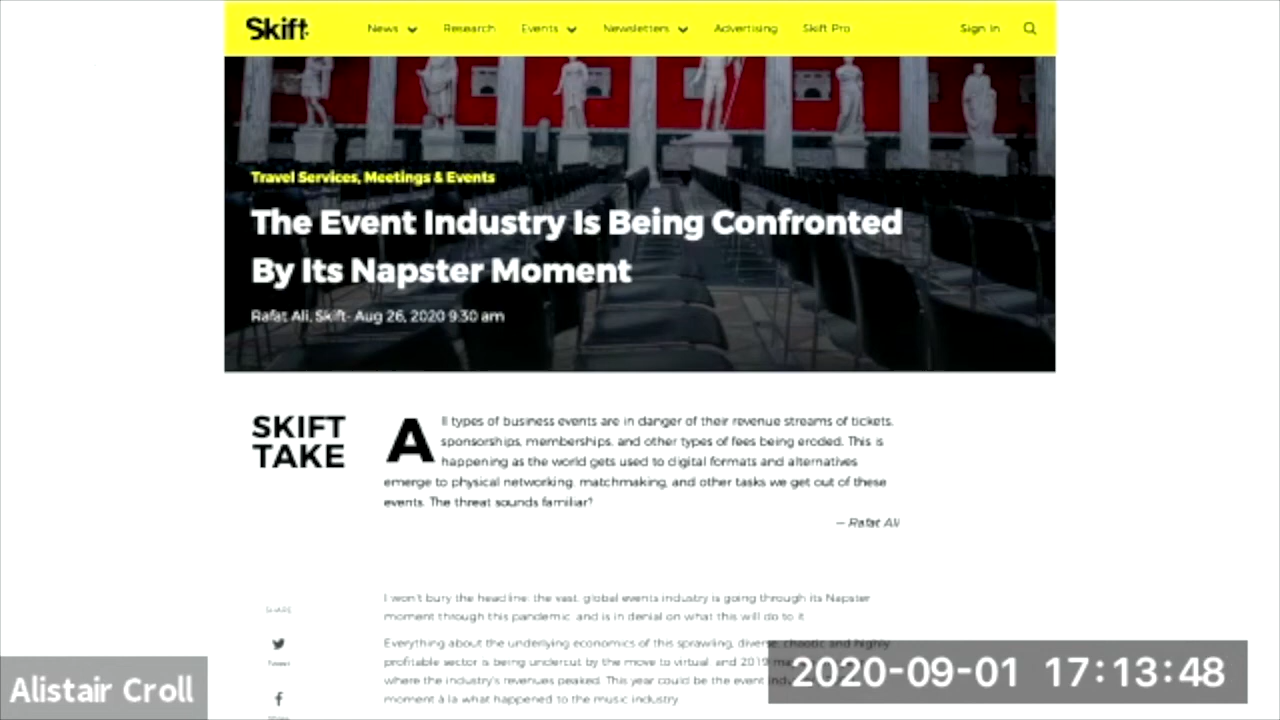 Skift
News Research Events Newsletters Advertising Skift Pro Sign In
Travel Services, Meetings & Events
The Event Industry Is Being Confronted
By Its Napster Moment
Rafat Ali, Skift- Aug 26, 2020 9:30 am
SKIFT
TAKE
All types of business events are in danger of their revenue streams of tickets,
sponsorships, memberships, and other types of fees being eroded. This is
happening as the world gets used to digital formats and alternatives
emerge to physical networking, matchmaking, and other tasks we get out of these
events. The threat sounds familiar?
— Rafat Ali
I won't bury the headline: the vast, global events industry is going through its Napster
moment through this pandemic, and is in denial on what this will do to it.
Everything about the underlying economics of this sprawling, diverse, chaotic and highly
profitable sector is being undercut by the move to virtual, and 2019
where the industry's revenues peaked. This year could be the event
moment à la what happened to the music industry.
SHARE
Alistair Croll
2020-09-01 17:13:48